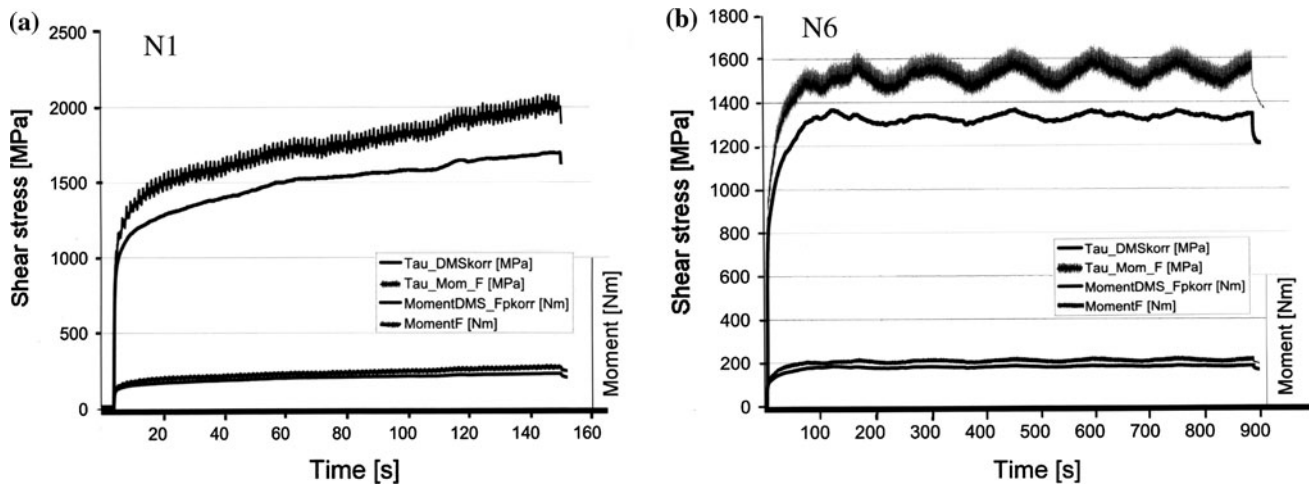 (a)
N1
Shear stress [MPa]
2500
2000
1500
1000
500
0
Tau_DMSkorr [MPa]
Tau_Mom_F [MPa]
MomentDMS_Fpkorr [Nm]
MomentF [Nm]
Moment [Nm]
20 40 60 80 100 120 140 160
Time [s]
(b)
N6
Shear stress [MPa]
1800
1600
1400
1200
1000
800
600
400
200
0
Tau_DMSkorr [MPa]
Tau_Mom_F [MPa]
MomentDMS_Fpkorr [Nm]
MomentF [Nm]
Moment [Nm]
100 200 300 400 500 600 700 800 900
Time [s]